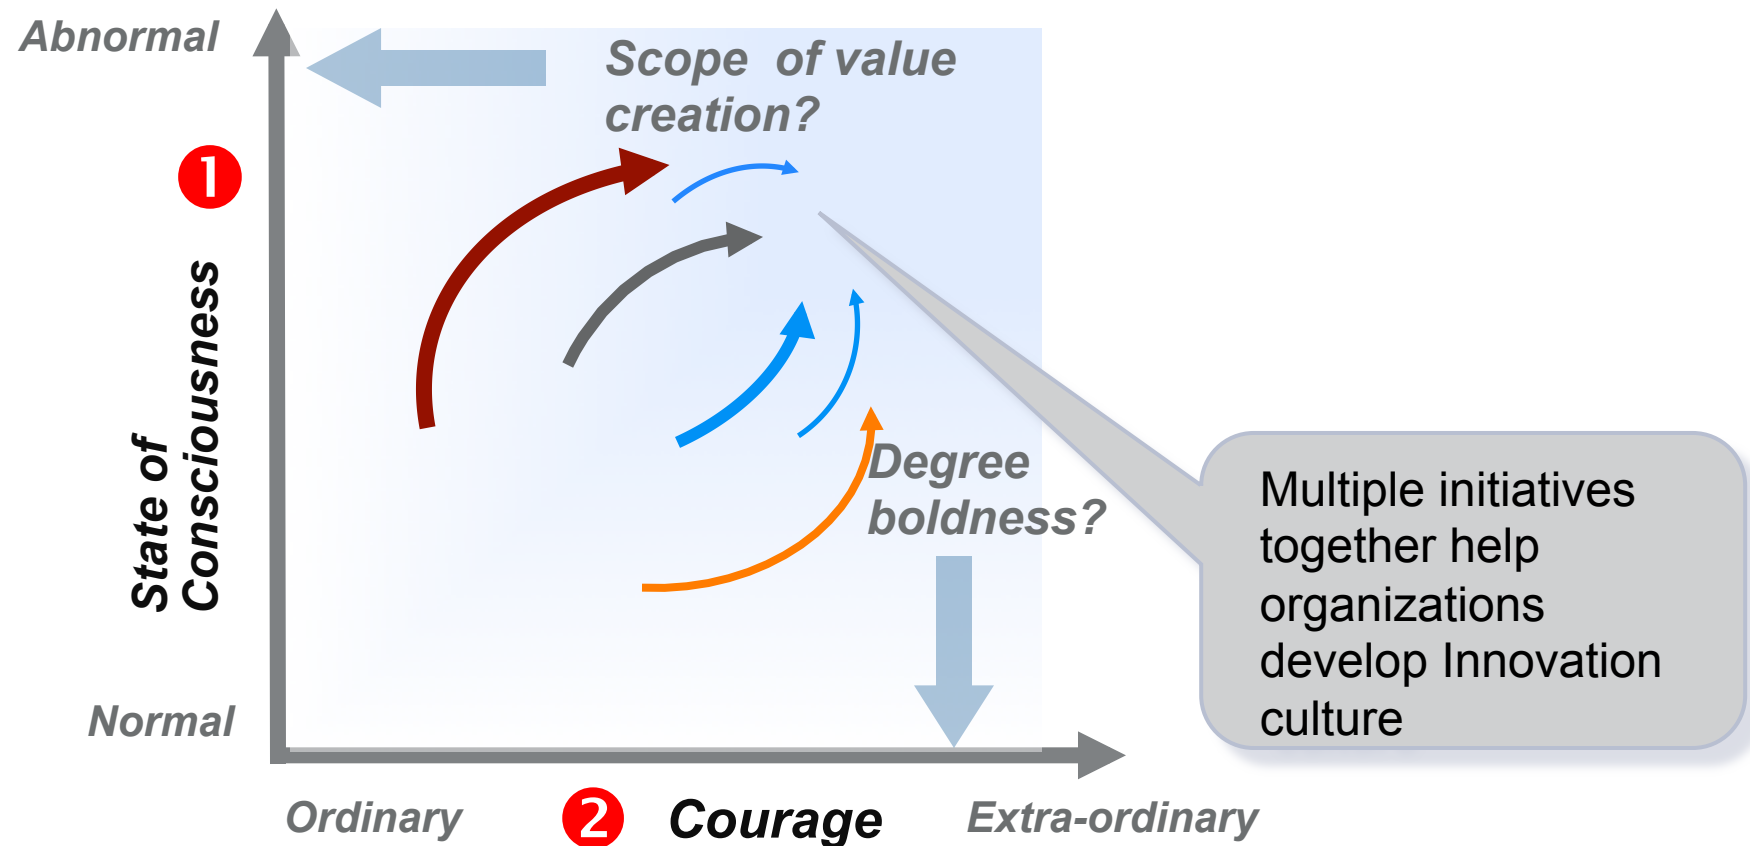 Abnormal
Scope  of value
creation?
1
State of
Consciousness
Degree
boldness?
Multiple initiatives
together help
organizations
develop Innovation
culture
Normal
Ordinary
2
Courage
Extra-ordinary